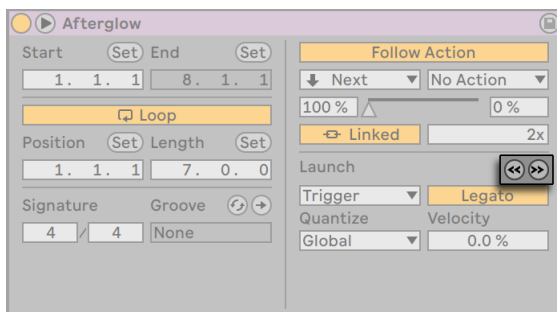 Afterglow
Start Set End Set
1. 1. 1 8. 1. 1
Loop
Position Set Length Set
1. 1. 1 7. 0. 0
Signature Groove
4 / 4 None
Follow Action
Next No Action
100 % 0 %
Linked 2x
Launch
Trigger Legato
Quantize Velocity
Global 0.0 %